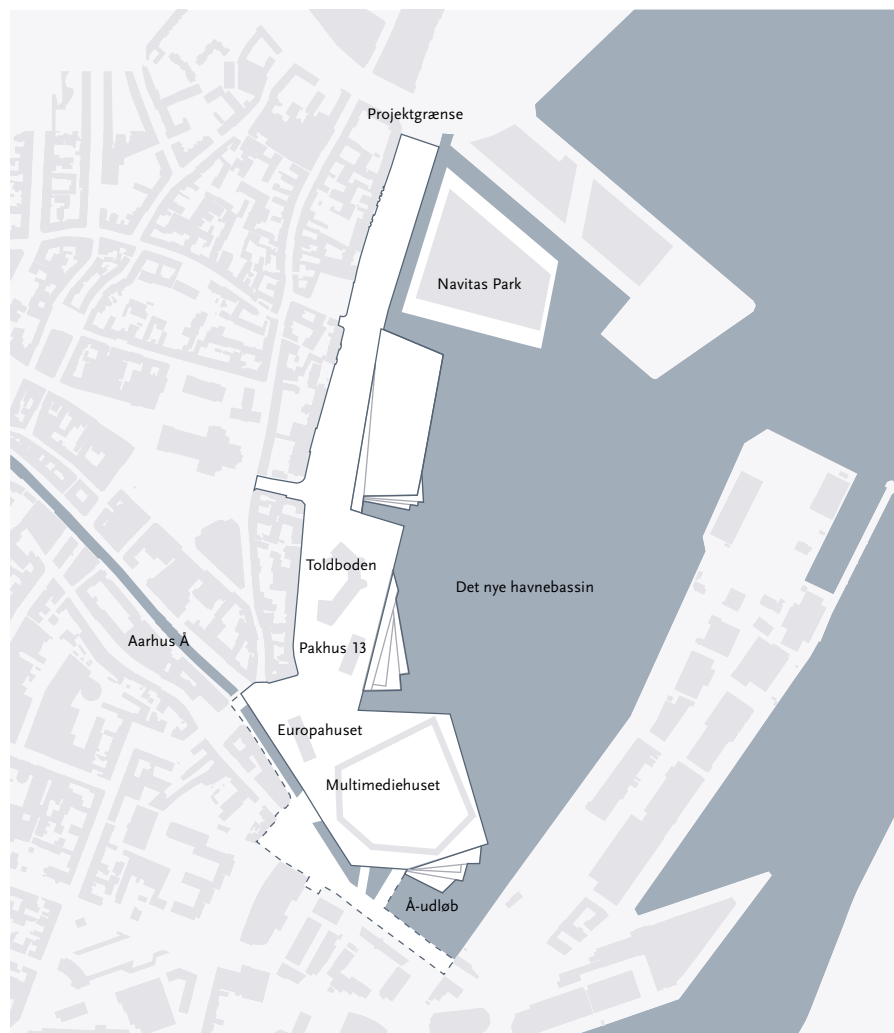 Projektgrænse
Navitas Park
Toldboden
Det nye havnebassin
Aarhus Å
Pakhus 13
Europahuset
Multimediehuset
Å-udløb